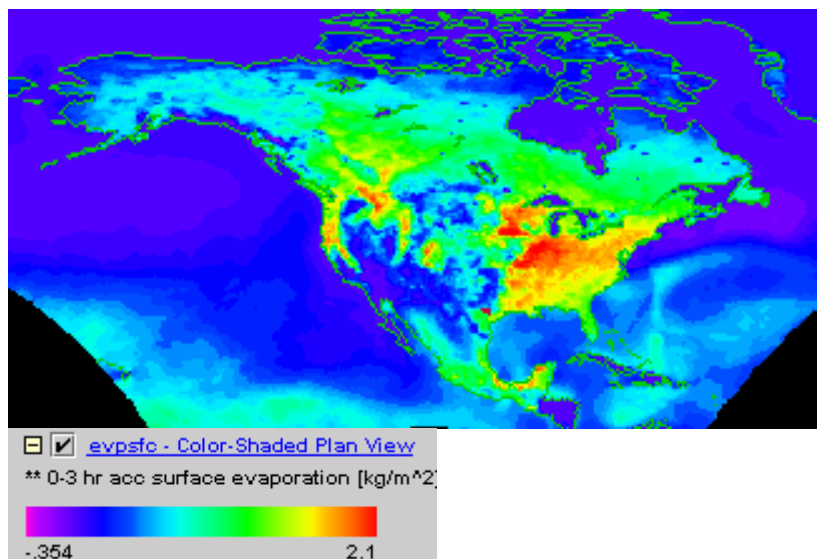 evpsfc - Color-Shaded Plan View
** 0-3 hr acc surface evaporation [kg/m^2]
-.354 2.1